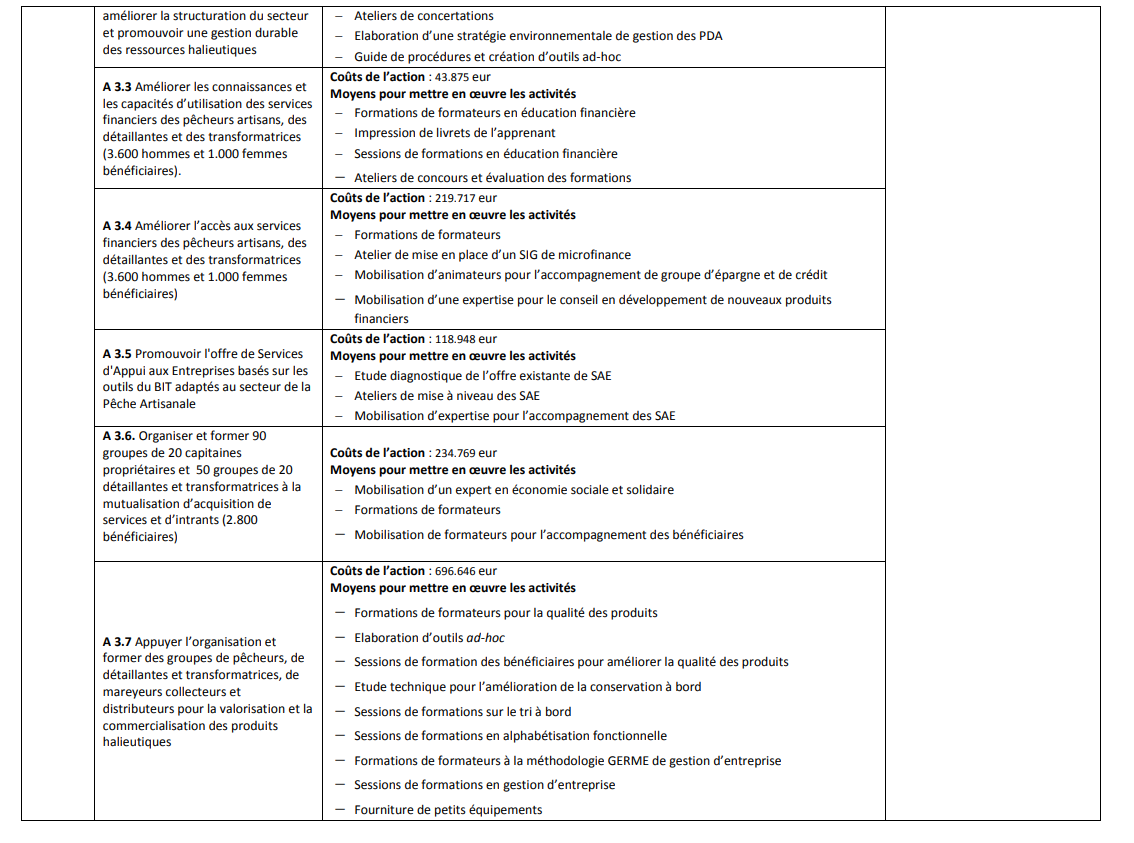 améliorer la structuration du secteur
et promouvoir une gestion durable
des ressources halieutiques
– Ateliers de concertations
– Elaboration d’une stratégie environnementale de gestion des PDA
– Guide de procédures et création d’outils ad-hoc
A 3.3 Améliorer les connaissances et
les capacités d’utilisation des services
financiers des pêcheurs artisans, des
détaillantes et des transformatrices
(3.600 hommes et 1.000 femmes
bénéficiaires).
Coûts de l’action : 43.875 eur
Moyens pour mettre en œuvre les activités
– Formations de formateurs en éducation financière
– Impression de livrets de l’apprenant
– Sessions de formations en éducation financière
– Ateliers de concours et évaluation des formations
A 3.4 Améliorer l’accès aux services
financiers des pêcheurs artisans, des
détaillantes et des transformatrices
(3.600 hommes et 1.000 femmes
bénéficiaires)
Coûts de l’action : 219.717 eur
Moyens pour mettre en œuvre les activités
– Formations de formateurs
– Atelier de mise en place d’un SIG de microfinance
– Mobilisation d’animateurs pour l’accompagnement de groupe d’épargne et de crédit
– Mobilisation d’une expertise pour le conseil en développement de nouveaux produits
financiers
A 3.5 Promouvoir l'offre de Services
d'Appui aux Entreprises basés sur les
outils du BIT adaptés au secteur de la
Pêche Artisanale
Coûts de l’action : 118.948 eur
Moyens pour mettre en œuvre les activités
– Etude diagnostique de l’offre existante de SAE
– Ateliers de mise à niveau des SAE
– Mobilisation d’expertise pour l’accompagnement des SAE
A 3.6. Organiser et former 90
groupes de 20 capitaines
propriétaires et 50 groupes de 20
détaillantes et transformatrices à la
mutualisation d’acquisition de
services et d’intrants (2.800
bénéficiaires)
Coûts de l’action : 234.769 eur
Moyens pour mettre en œuvre les activités
– Mobilisation d’un expert en économie sociale et solidaire
– Formations de formateurs
– Mobilisation de formateurs pour l’accompagnement des bénéficiaires
A 3.7 Appuyer l’organisation et
former des groupes de pêcheurs, de
détaillantes et transformatrices, de
mareyeurs collecteurs et
distributeurs pour la valorisation et la
commercialisation des produits
halieutiques
Coûts de l’action : 696.646 eur
Moyens pour mettre en œuvre les activités
– Formations de formateurs pour la qualité des produits
– Elaboration d’outils ad-hoc
– Sessions de formation des bénéficiaires pour améliorer la qualité des produits
– Etude technique pour l’amélioration de la conservation à bord
– Sessions de formations sur le tri à bord
– Sessions de formations en alphabétisation fonctionnelle
– Formations de formateurs à la méthodologie GERME de gestion d’entreprise
– Sessions de formations en gestion d’entreprise
– Fourniture de petits équipements